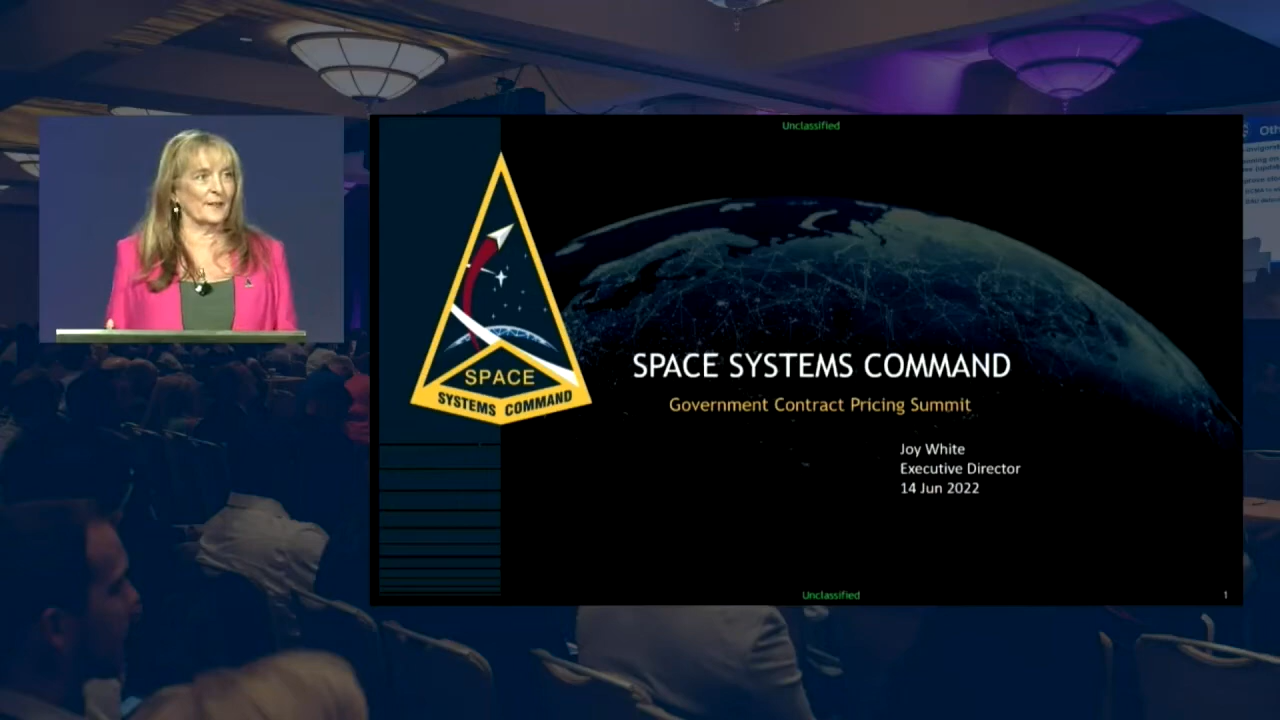 Unclassified
SPACE
SYSTEMS COMMAND
SPACE SYSTEMS COMMAND
Government Contract Pricing Summit
Joy White
Executive Director
14 Jun 2022
Unclassified
1
Oth